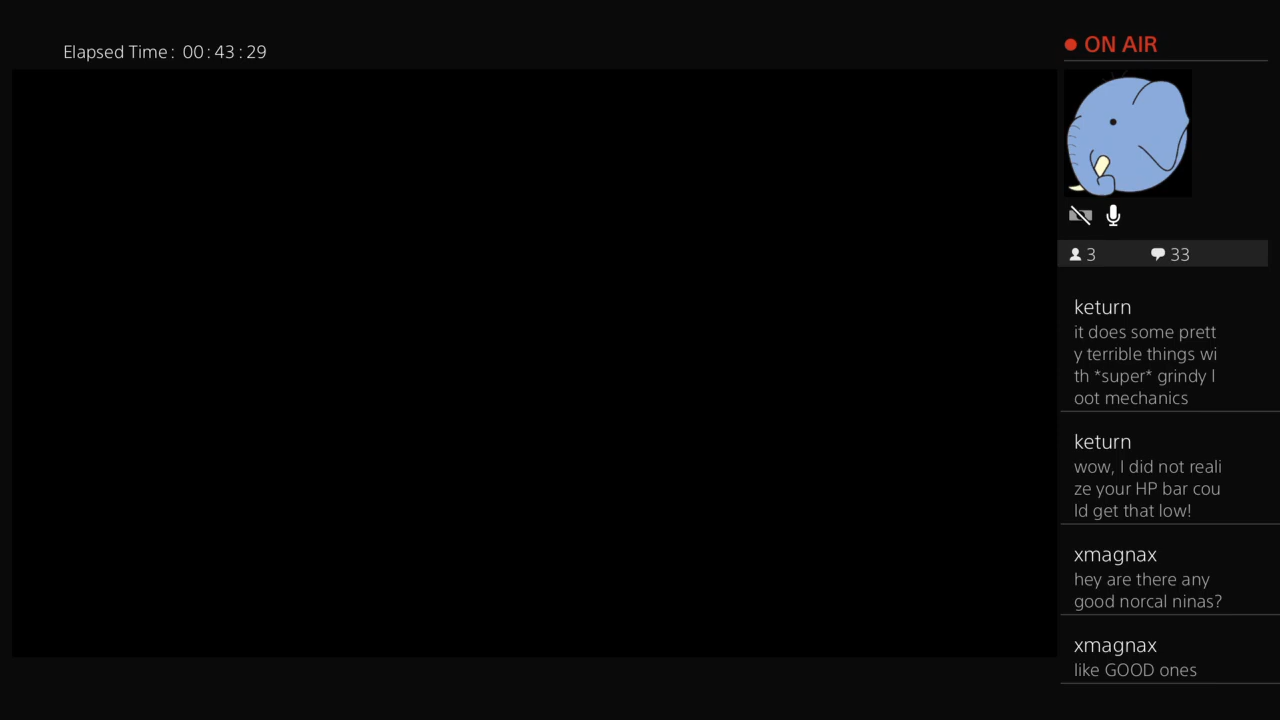 Elapsed Time: 00:43:29
ON AIR
3
33
keturn
it does some prett
y terrible things wi
th *super* grindy l
oot mechanics
keturn
wow, I did not reali
ze your HP bar cou
ld get that low!
xmagnax
hey are there any
good norcal ninas?
xmagnax
like GOOD ones